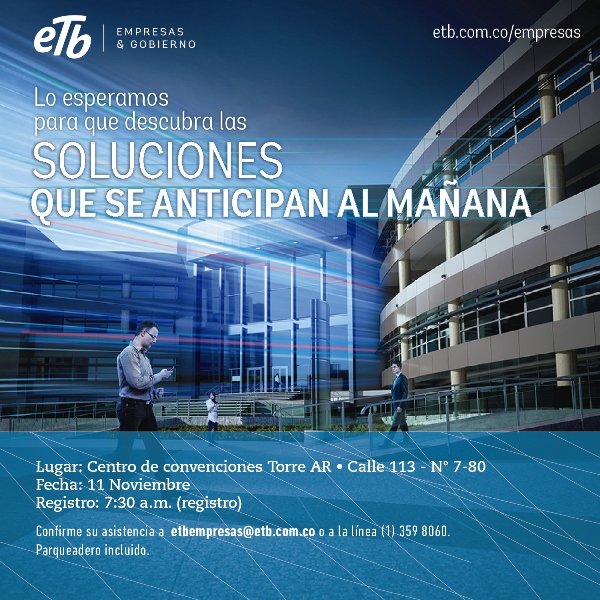 eTb
EMPRESAS
& GOBIERNO
etb.com.co/empresas
Lo esperamos
para que descubra las
SOLUCIONES
QUE SE ANTICIPAN AL MAÑANA
Lugar: Centro de convenciones Torre AR • Calle 113 - N° 7-80
Fecha: 11 Noviembre
Registro: 7:30 a.m. (registro)
Confirme su asistencia a etbempresas@etb.com.co o a la línea (1) 359 8060.
Parqueadero incluido.